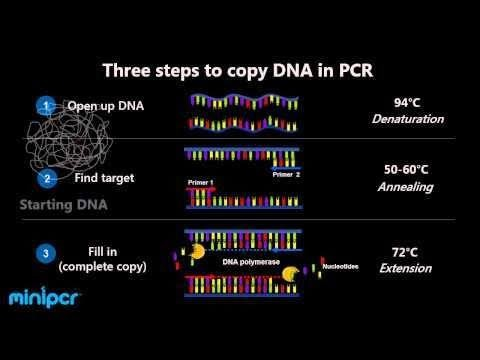 Three steps to copy DNA in PCR
1 Open up DNA
94°C
Denaturation
2 Find target
Primer 2
Primer 1
50-60°C
Annealing
Starting DNA
3 Fill in
(complete copy)
DNA polymerase
Nucleotides
72°C
Extension
minipcr™